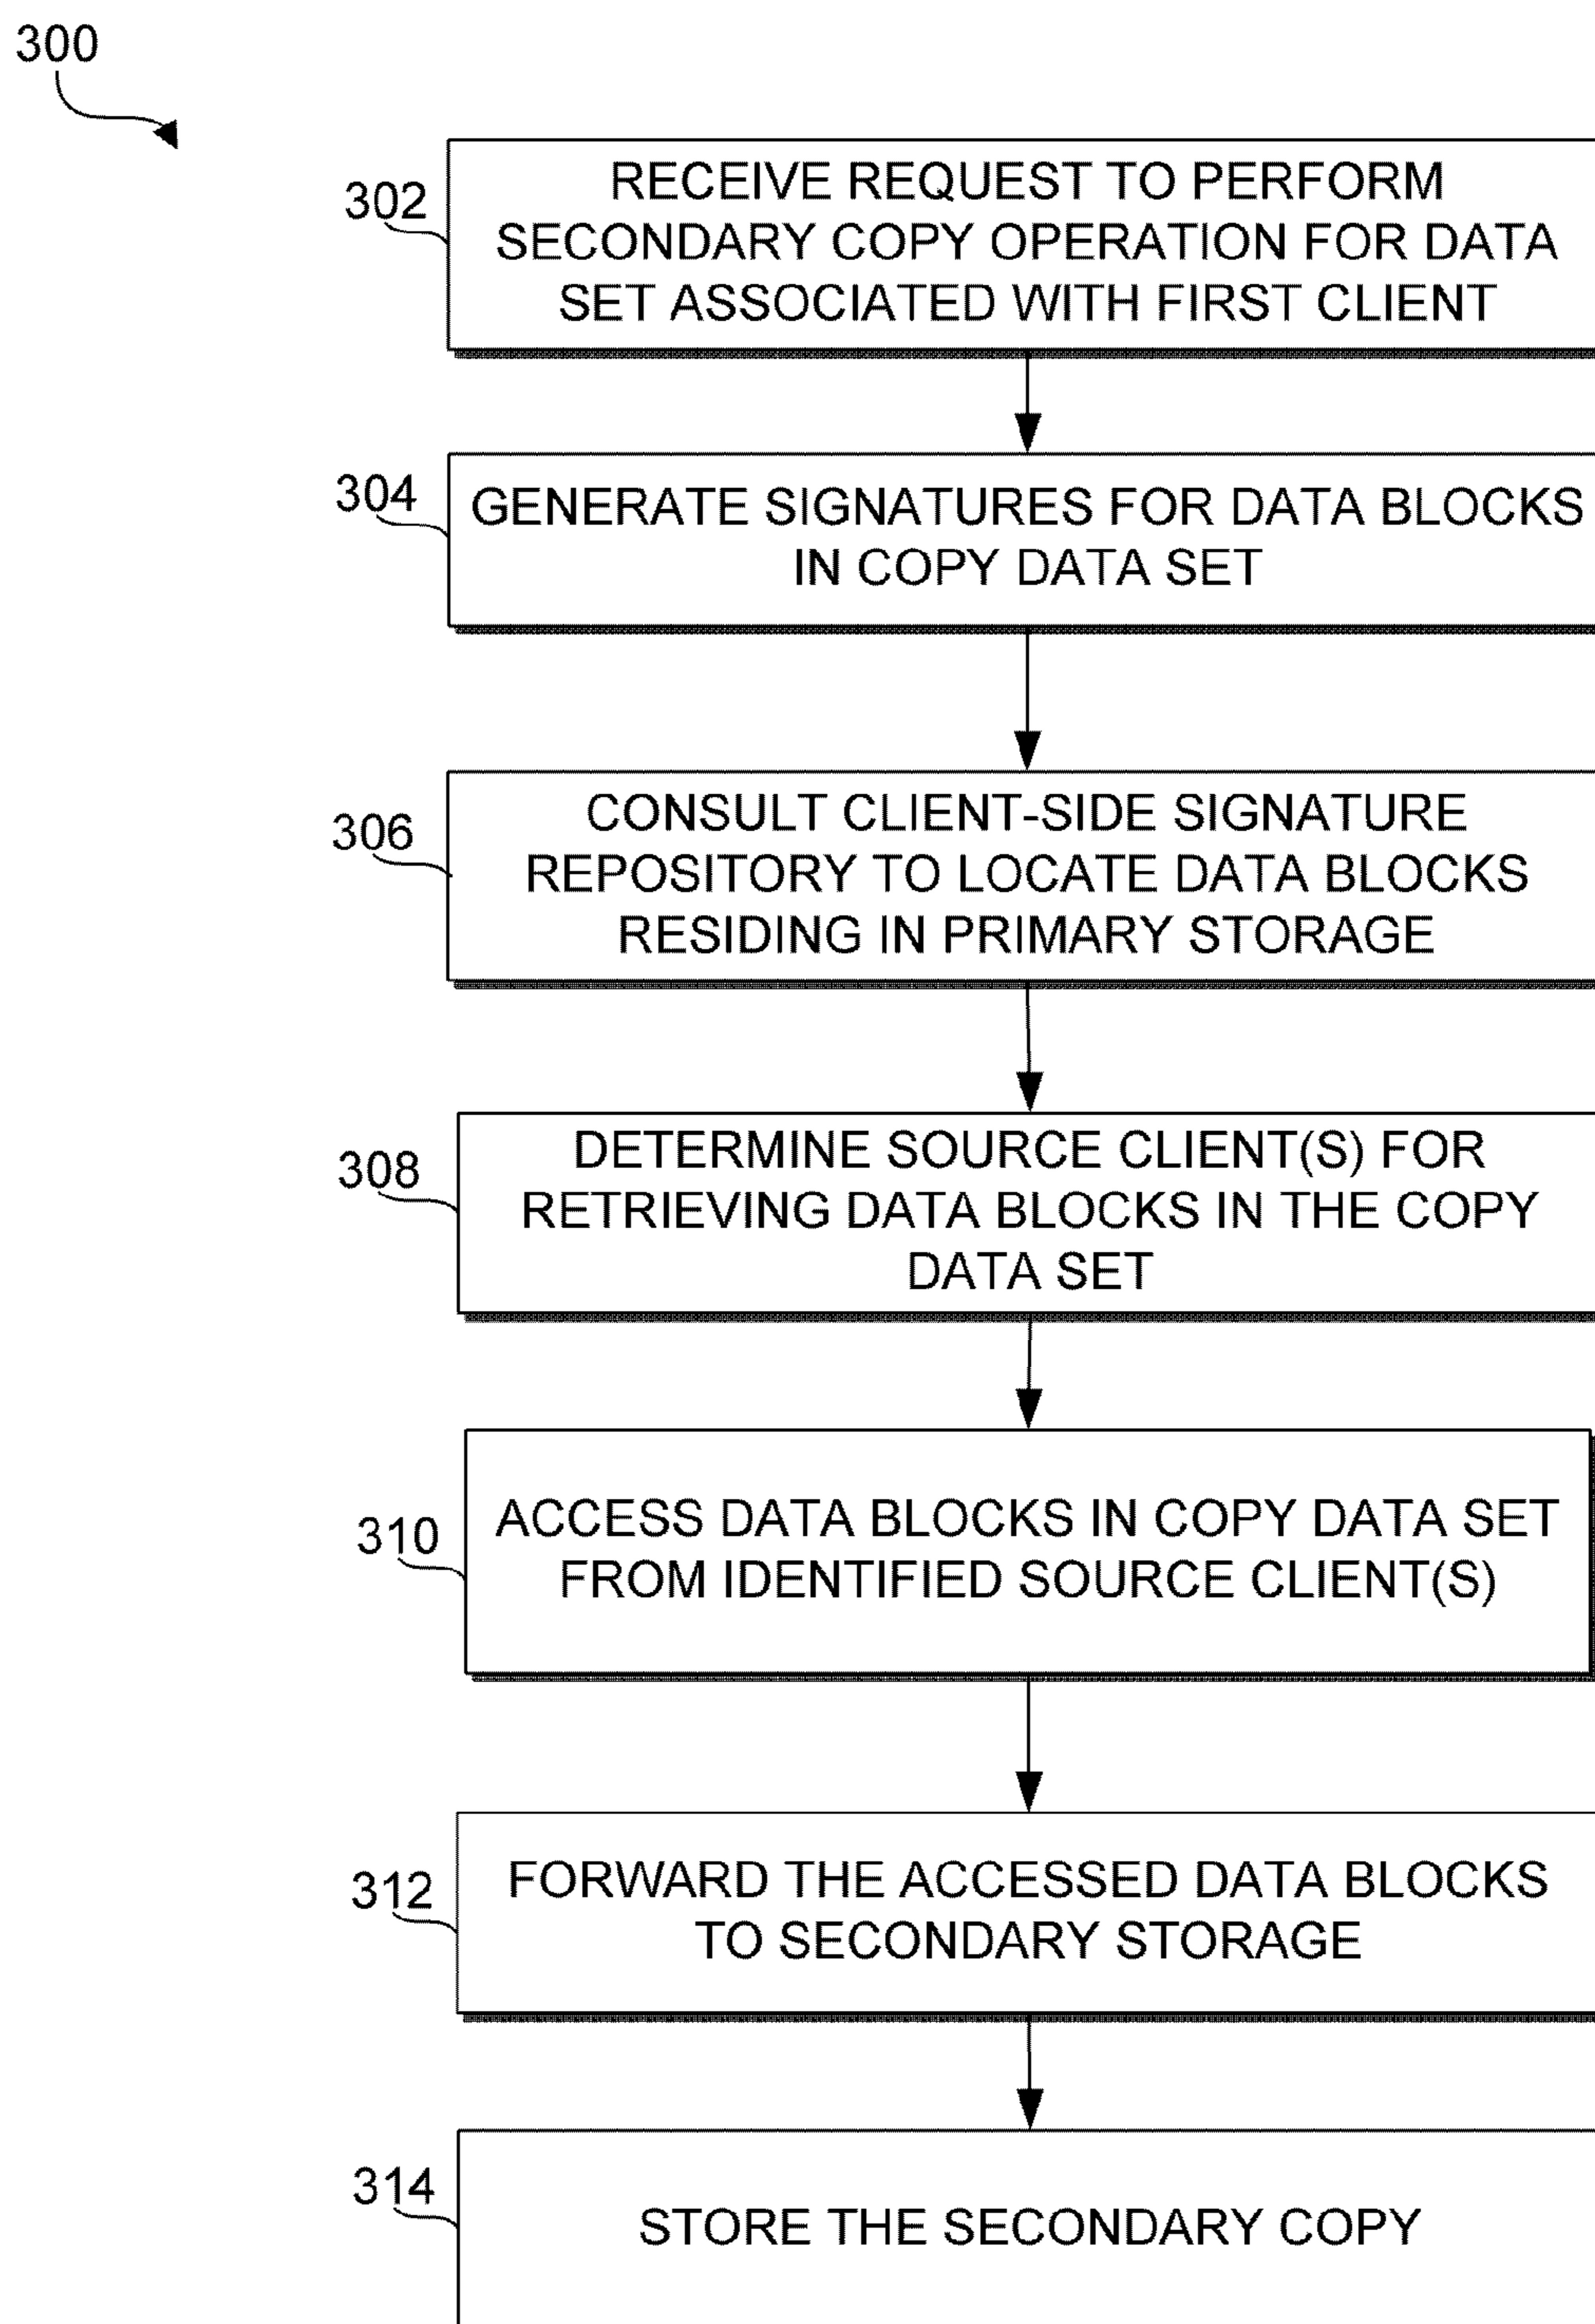 300
302
RECEIVE REQUEST TO PERFORM
SECONDARY COPY OPERATION FOR DATA
SET ASSOCIATED WITH FIRST CLIENT
304
GENERATE SIGNATURES FOR DATA BLOCKS
IN COPY DATA SET
306
CONSULT CLIENT-SIDE SIGNATURE
REPOSITORY TO LOCATE DATA BLOCKS
RESIDING IN PRIMARY STORAGE
308
DETERMINE SOURCE CLIENT(S) FOR
RETRIEVING DATA BLOCKS IN THE COPY
DATA SET
310
ACCESS DATA BLOCKS IN COPY DATA SET
FROM IDENTIFIED SOURCE CLIENT(S)
312
FORWARD THE ACCESSED DATA BLOCKS
TO SECONDARY STORAGE
314
STORE THE SECONDARY COPY